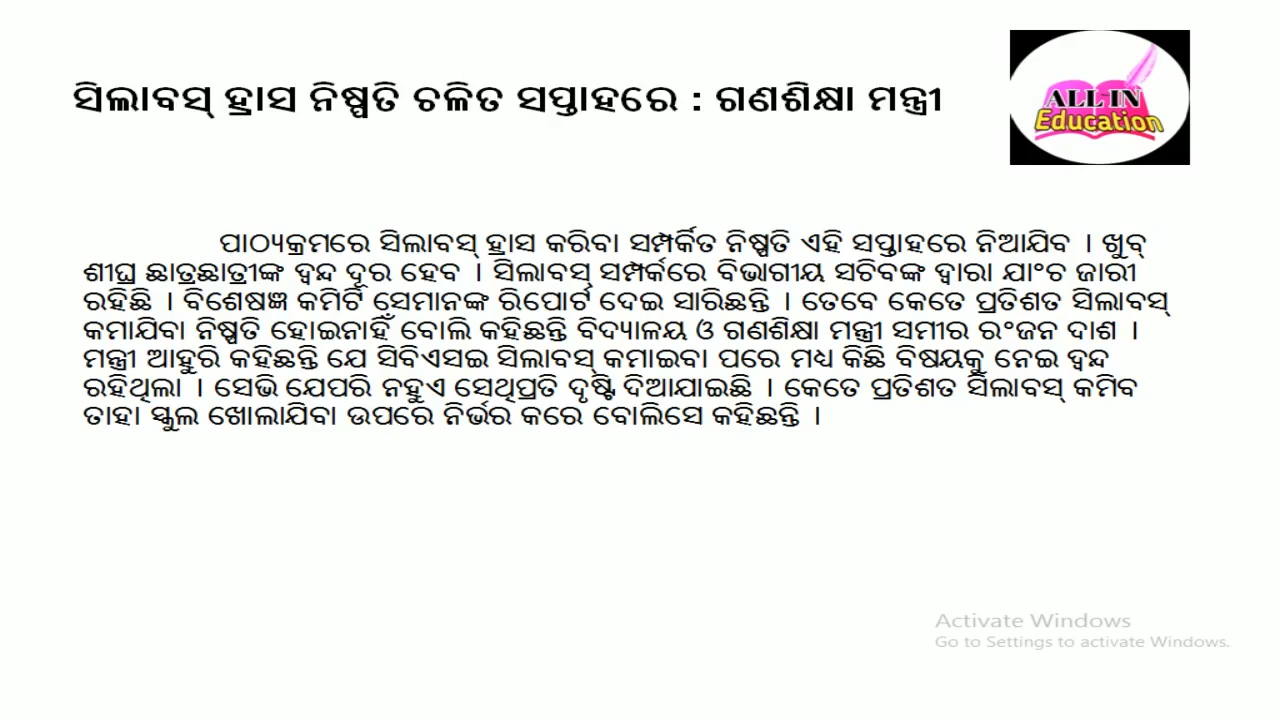 ସିଲାବସ୍ ହ୍ରାସ ନିଷ୍ପତି ଚଳିତ ସପ୍ତାହରେ : ଗଣଶିକ୍ଷା ମନ୍ତ୍ରୀ
ALL IN
Education
ପାଠ୍ୟକ୍ରମରେ ସିଲାବସ୍ ହ୍ରାସ କରିବା ସମ୍ପର୍କିତ ନିଷ୍ପତି ଏହି ସପ୍ତାହରେ ନିଆଯିବ । ଖୁବ୍
ଶୀଘ୍ର ଛାତ୍ରଛାତ୍ରୀଙ୍କ ଦ୍ୱନ୍ଦ ଦୂର ହେବ । ସିଲାବସ୍ ସମ୍ପର୍କରେ ବିଭାଗୀୟ ସଚିବଙ୍କ ଦ୍ୱାରା ଯାଂଚ ଜାରୀ
ରହିଛି । ବିଶେଷଜ୍ଞ କମିଟି ସେମାନଙ୍କ ରିପୋର୍ଟ ଦେଇ ସାରିଛନ୍ତି । ତେବେ କେତେ ପ୍ରତିଶତ ସିଲାବସ୍
କମାଯିବା ନିଷ୍ପତି ହୋଇନାହିଁ ବୋଲି କହିଛନ୍ତି ବିଦ୍ୟାଳୟ ଓ ଗଣଶିକ୍ଷା ମନ୍ତ୍ରୀ ସମୀର ରଂଜନ ଦାଶ ।
ମନ୍ତ୍ରୀ ଆହୁରି କହିଛନ୍ତି ଯେ ସିବିଏସଇ ସିଲାବସ୍ କମାଇବା ପରେ ମଧ୍ୟ କିଛି ବିଷୟକୁ ନେଇ ଦ୍ୱନ୍ଦ
ରହିଥିଲା । ସେଭି ଯେପରି ନହୁଏ ସେଥିପ୍ରତି ଦୃଷ୍ଟି ଦିଆଯାଇଛି । କେତେ ପ୍ରତିଶତ ସିଲାବସ୍ କମିବ
ତାହା ସ୍କୁଲ ଖୋଲାଯିବା ଉପରେ ନିର୍ଭର କରେ ବୋଲିସେ କହିଛନ୍ତି ।
Activate Windows
Go to Settings to activate Windows.